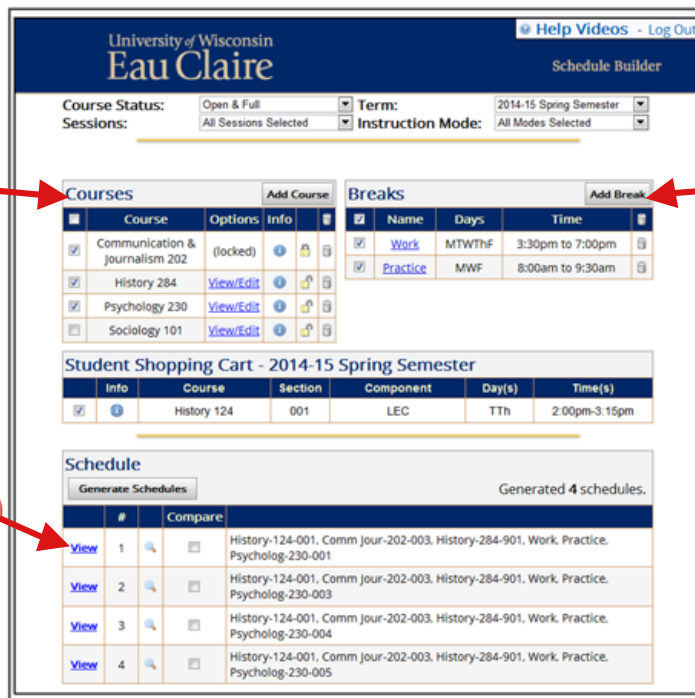 Help Videos - Log Out
University of Wisconsin
Eau Claire
Schedule Builder
Course Status: Open & Full Term: 2014-15 Spring Semester
Sessions: All Sessions Selected Instruction Mode: All Modes Selected
Courses Add Course
Course Options Info
Communication & Journalism 202 (locked)
History 284 View/Edit
Psychology 230 View/Edit
Sociology 101 View/Edit
Breaks Add Break
Name Days Time
Work MTWThF 3:30pm to 7:00pm
Practice MWF 8:00am to 9:30am
Student Shopping Cart - 2014-15 Spring Semester
Info Course Section Component Day(s) Time(s)
History 124 001 LEC TTh 2:00pm-3:15pm
Schedule
Generate Schedules Generated 4 schedules.
# Compare
View 1 History-124-001, Comm Jour-202-003, History-284-901, Work, Practice,
Psycholog-230-001
View 2 History-124-001, Comm Jour-202-003, History-284-901, Work, Practice,
Psycholog-230-003
View 3 History-124-001, Comm Jour-202-003, History-284-901, Work, Practice,
Psycholog-230-004
View 4 History-124-001, Comm Jour-202-003, History-284-901, Work, Practice,
Psycholog-230-005